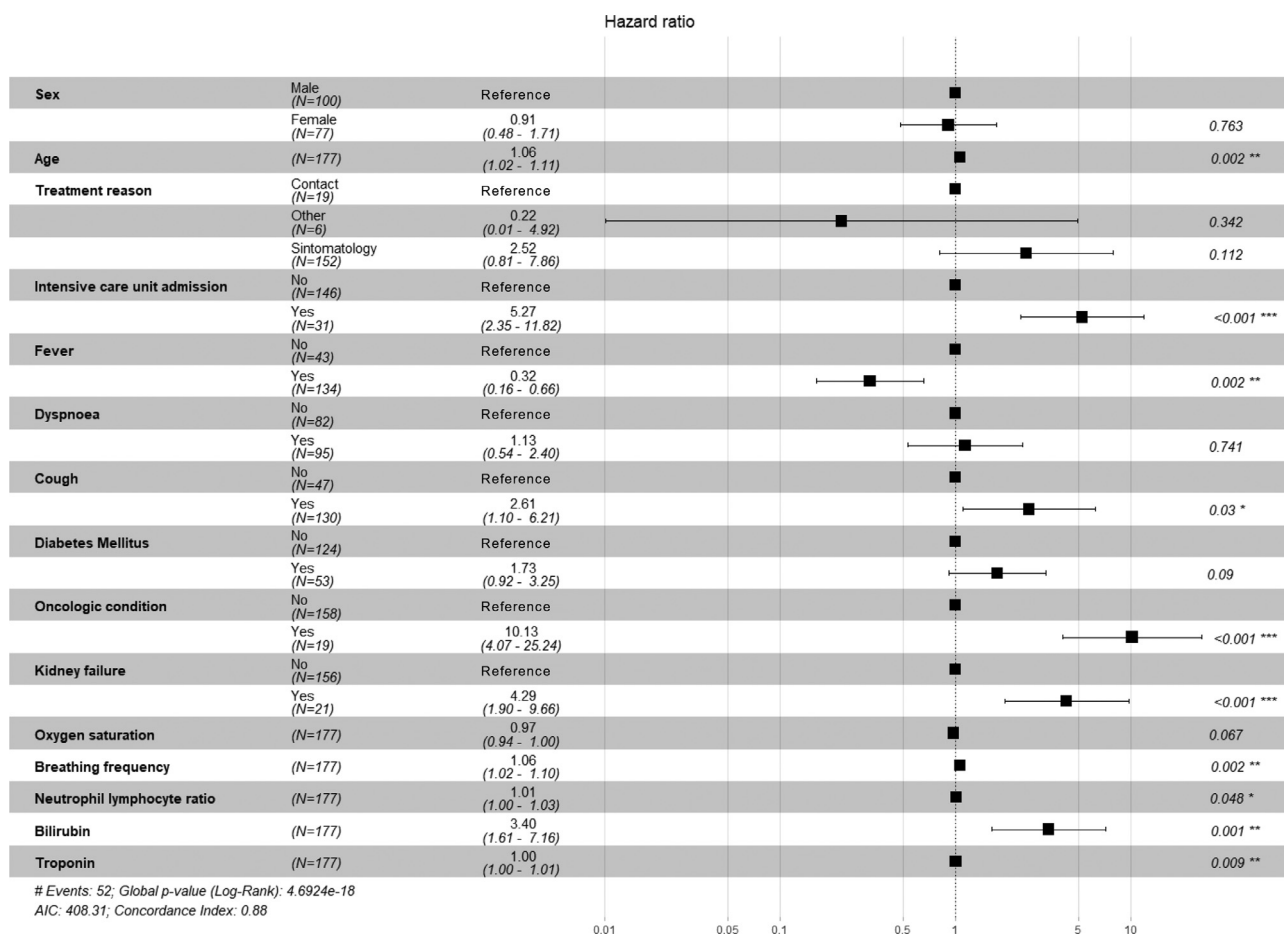 Hazard ratio
Sex Male Reference
(N=100)
Female 0.91
(N=77) (0.48 - 1.71) 0.763
Age (N=177) 1.06
(1.02 - 1.11) 0.002 **
Treatment reason Contact Reference
(N=19)
Other 0.22
(N=6) (0.01 - 4.92) 0.342
Sintomatology 2.52
(N=152) (0.81 - 7.86) 0.112
Intensive care unit admission No Reference
(N=146)
Yes 5.27
(N=31) (2.35 - 11.82) <0.001 ***
Fever No Reference
(N=43)
Yes 0.32
(N=134) (0.16 - 0.66) 0.002 **
Dyspnoea No Reference
(N=82)
Yes 1.13
(N=95) (0.54 - 2.40) 0.741
Cough No Reference
(N=47)
Yes 2.61
(N=130) (1.10 - 6.21) 0.03 *
Diabetes Mellitus No Reference
(N=124)
Yes 1.73
(N=53) (0.92 - 3.25) 0.09
Oncologic condition No Reference
(N=158)
Yes 10.13
(N=19) (4.07 - 25.24) <0.001 ***
Kidney failure No Reference
(N=156)
Yes 4.29
(N=21) (1.90 - 9.66) <0.001 ***
Oxygen saturation (N=177) 0.97
(0.94 - 1.00) 0.067
Breathing frequency (N=177) 1.06
(1.02 - 1.10) 0.002 **
Neutrophil lymphocyte ratio (N=177) 1.01
(1.00 - 1.03) 0.048 *
Bilirubin (N=177) 3.40
(1.61 - 7.16) 0.001 **
Troponin (N=177) 1.00
(1.00 - 1.01) 0.009 **
# Events: 52; Global p-value (Log-Rank): 4.6924e-18
AIC: 408.31; Concordance Index: 0.88
0.01 0.05 0.1 0.5 1 5 10